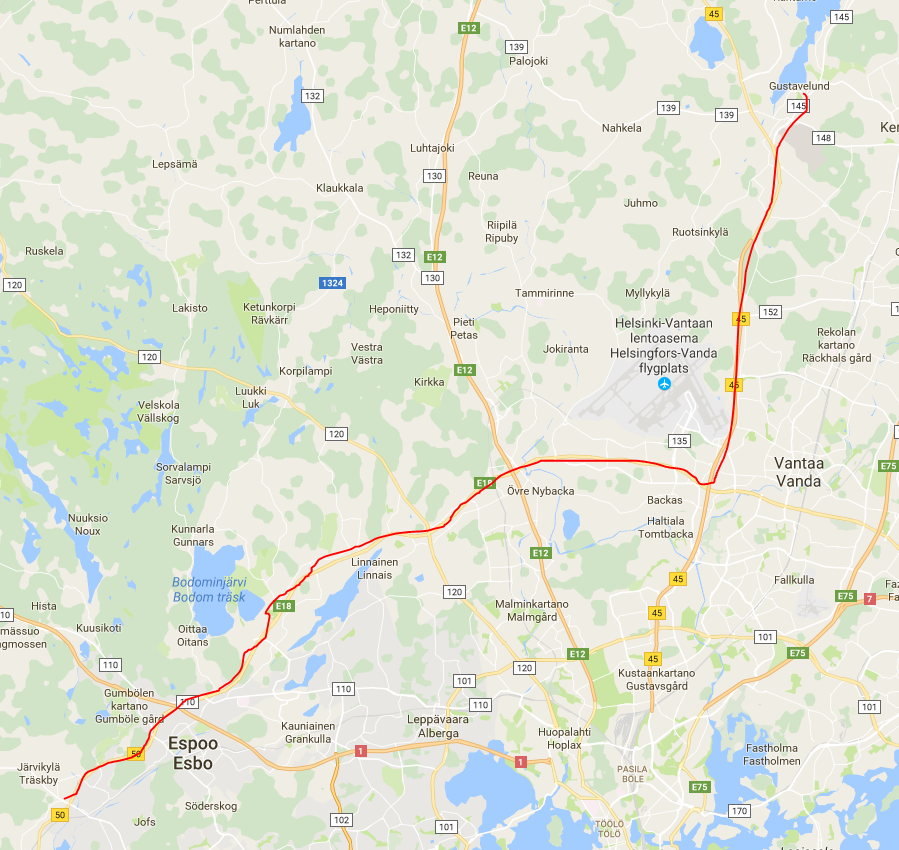 Perttula
45
Rantamo
145
E12
Numlahden
kartano
139
Palojoki
Gustavelund
132
139
139
145
Nahkela
Ker
148
Luhtajoki
Lepsämä
130
Reuna
Klaukkala
Juhmo
Riipilä
Ripuby
Ruotsinkylä
Ruskela
132
E12
130
120
1324
Tammirinne
Myllykylä
Lakisto
Ketunkorpi
Rävkärr
Heponiitty
152
45
Pieti
Petas
Helsinki-Vantaan
lentoasema
Helsingfors-Vanda
flygplats
Rekolan
kartano
Räckhals gård
Vestra
Västra
Jokiranta
120
Korpilampi
E12
Kirkka
45
Luukki
Luk
Velskola
Vällskog
120
135
Sorvalampi
Sarvsjö
Vantaa
Vanda
E75
E18
Övre Nybacka
Backas
Nuuksio
Noux
Kunnarla
Gunnars
Haltiala
Tomtbacka
E12
Linnainen
Linnais
Bodominjärvi
Bodom träsk
45
Fallkulla
120
E75
7
Hista
E18
Malminkartano
Malmgård
45
10
Kuusikoti
Oittaa
Oitans
101
mässuo
gmossen
E12
E75
45
110
120
Kustaankartano
Gustavsgård
101
110
Gumbölen
kartano
Gumböle gård
110
110
101
Kauniainen
Grankulla
Leppävaara
Alberga
Huopalahti
Hoplax
Espoo
Esbo
50
1
1
Fastholma
Fastholmen
Järvikylä
Träskby
PASILA
BÖLE
E75
Söderskog
170
50
Jofs
102
101
TÖÖLÖ
TÖLÖ